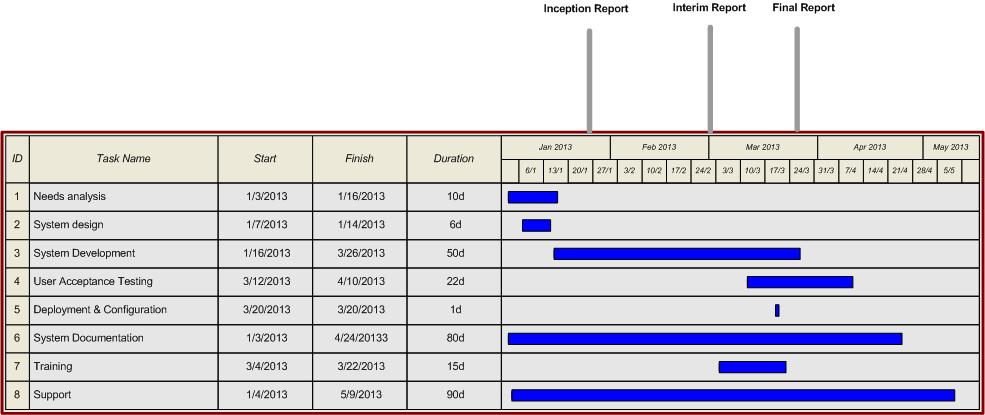 Inception Report Interim Report Final Report
ID Task Name Start Finish Duration Jan 2013 Feb 2013 Mar 2013 Apr 2013 May 2013
6/1 13/1 20/1 27/1 3/2 10/2 17/2 24/2 3/3 10/3 17/3 24/3 31/3 7/4 14/4 21/4 28/4 5/5
1 Needs analysis 1/3/2013 1/16/2013 10d
2 System design 1/7/2013 1/14/2013 6d
3 System Development 1/16/2013 3/26/2013 50d
4 User Acceptance Testing 3/12/2013 4/10/2013 22d
5 Deployment & Configuration 3/20/2013 3/20/2013 1d
6 System Documentation 1/3/2013 4/24/20133 80d
7 Training 3/4/2013 3/22/2013 15d
8 Support 1/4/2013 5/9/2013 90d